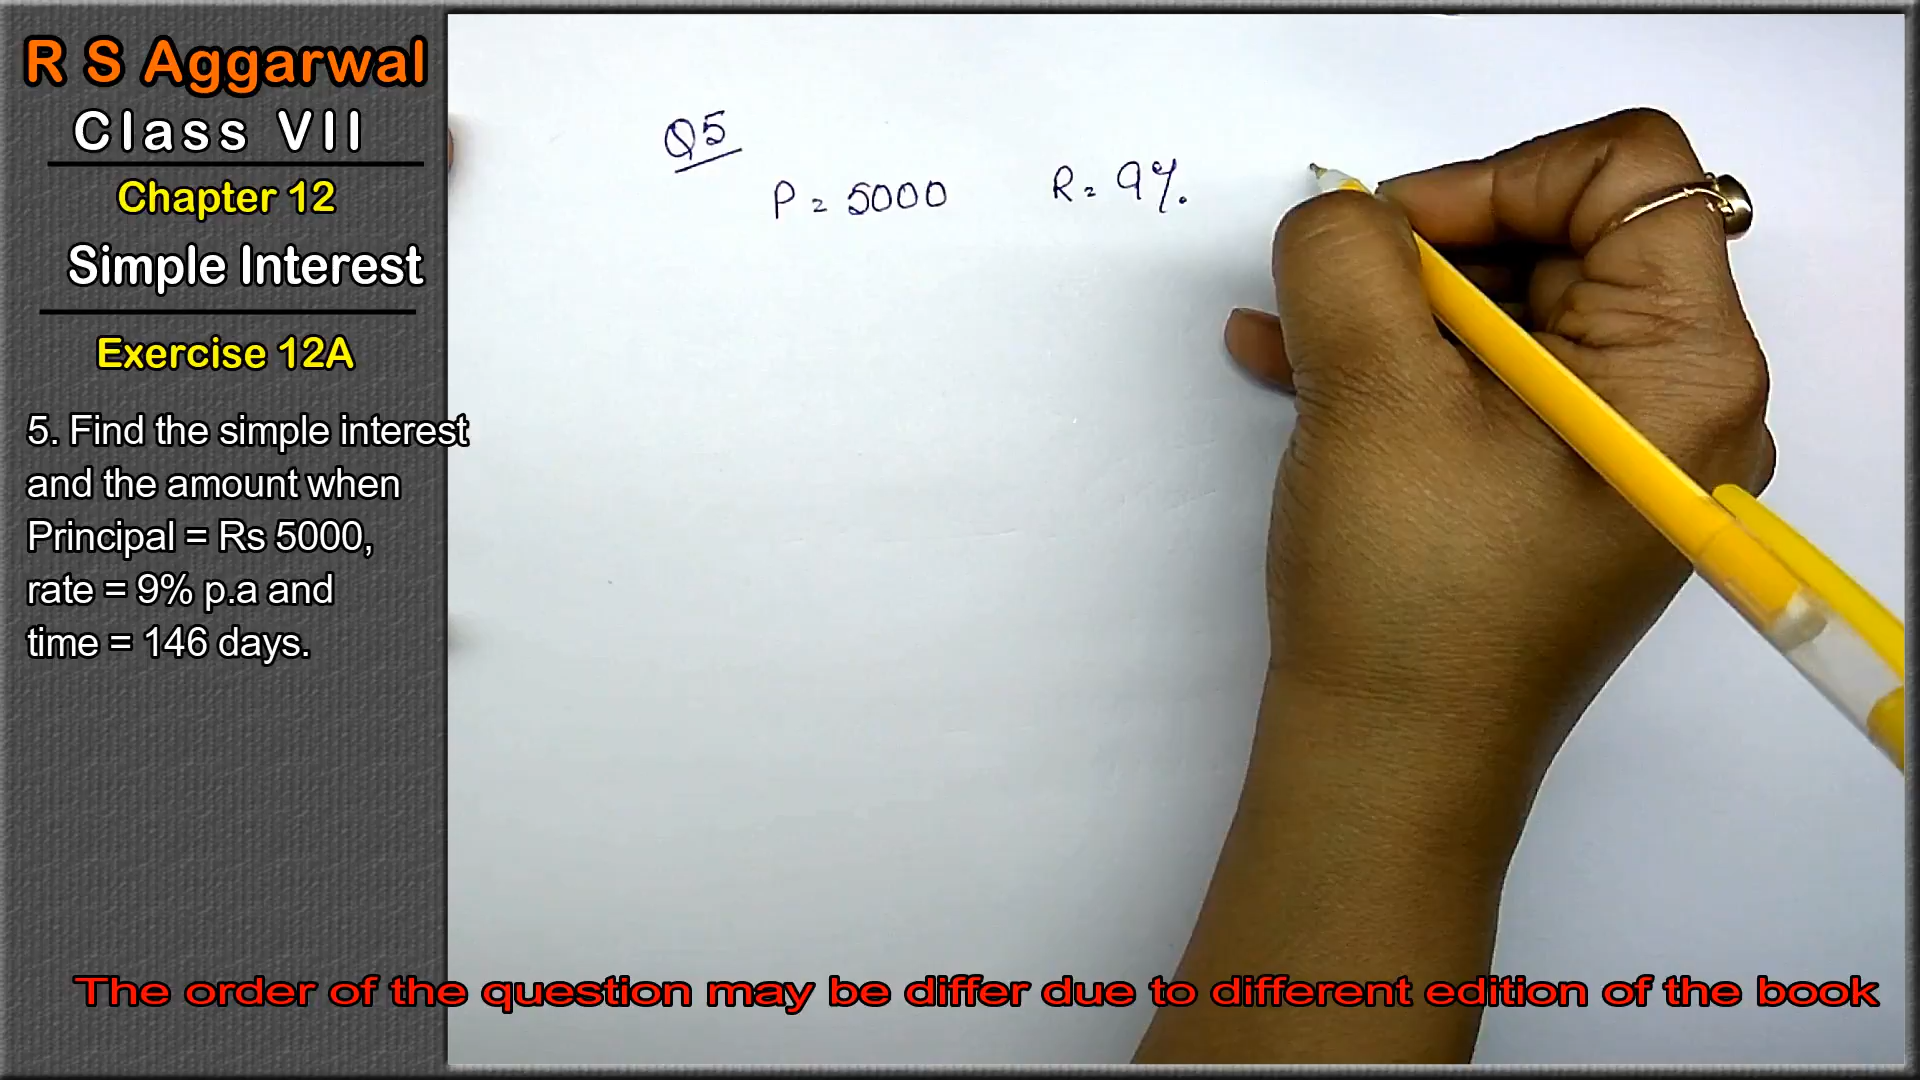 R S Aggarwal
Class VII
Chapter 12
Simple Interest
Exercise 12A
5. Find the simple interest
and the amount when
Principal = Rs 5000,
rate = 9% p.a and
time = 146 days.
Q5
P = 5000 R = 9%.
The order of the question may be differ due to different edition of the book